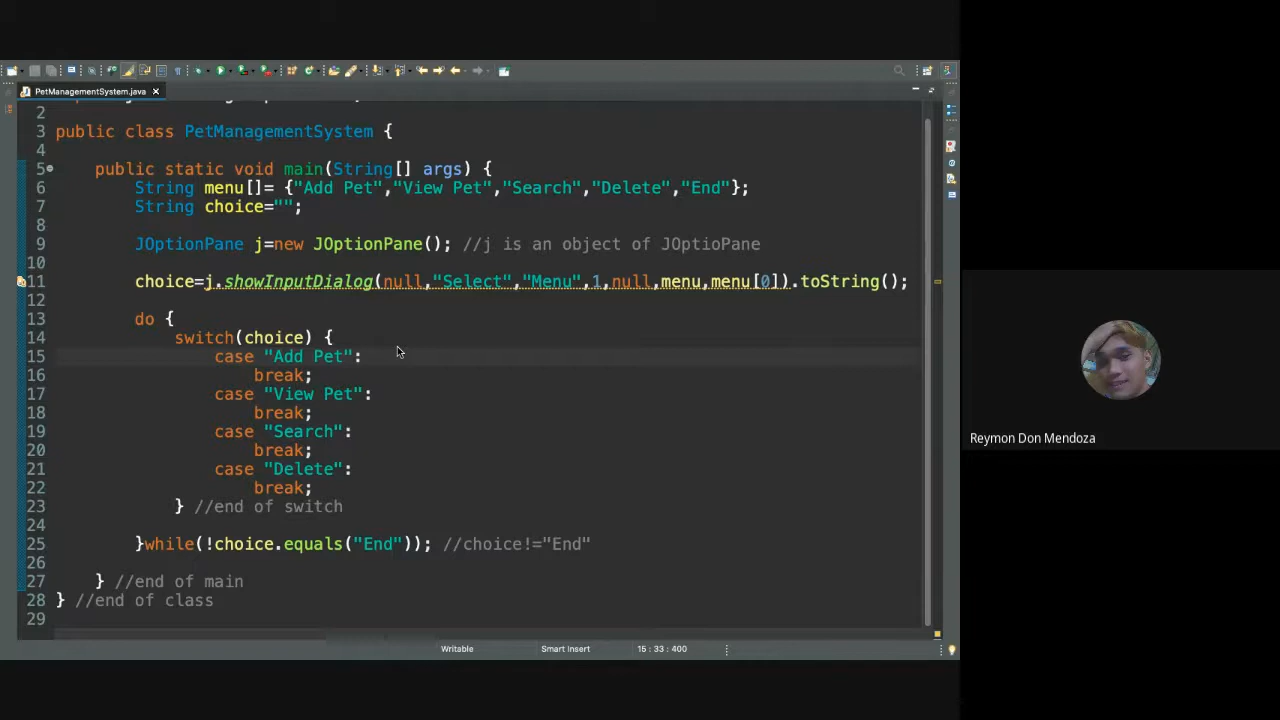 PetManagementSystem.java
2
3 public class PetManagementSystem {
4
5 public static void main(String[] args) {
6 String menu[]= {"Add Pet","View Pet","Search","Delete","End"};
7 String choice="";
8
9 JOptionPane j=new JOptionPane(); //j is an object of JOptioPane
10
11 choice=j.showInputDialog(null,"Select","Menu",1,null,menu,menu[0]).toString();
12
13 do {
14 switch(choice) {
15 case "Add Pet":
16 break;
17 case "View Pet":
18 break;
19 case "Search":
20 break;
21 case "Delete":
22 break;
23 } //end of switch
24
25 }while(!choice.equals("End")); //choice!="End"
26
27 } //end of main
28 } //end of class
29
Writable Smart Insert 15 : 33 : 400
Reymon Don Mendoza